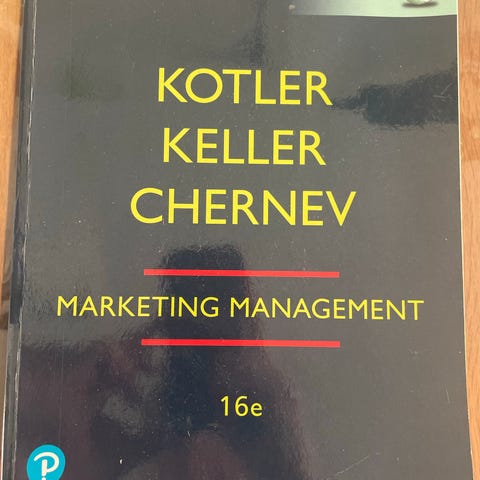 KOTLER
KELLER
CHERNEV
MARKETING MANAGEMENT
16e
P